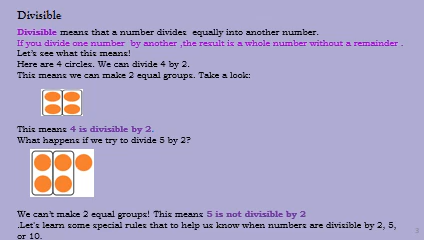 Divisible
Divisible means that a number divides equally into another number.
If you divide one number by another ,the result is a whole number without a remainder .
Let's see what this means!
Here are 4 circles. We can divide 4 by 2.
This means we can make 2 equal groups. Take a look:
This means 4 is divisible by 2.
What happens if we try to divide 5 by 2?
We can't make 2 equal groups! This means 5 is not divisible by 2
.Let's learn some special rules that to help us know when numbers are divisible by 2, 5,
or 10.